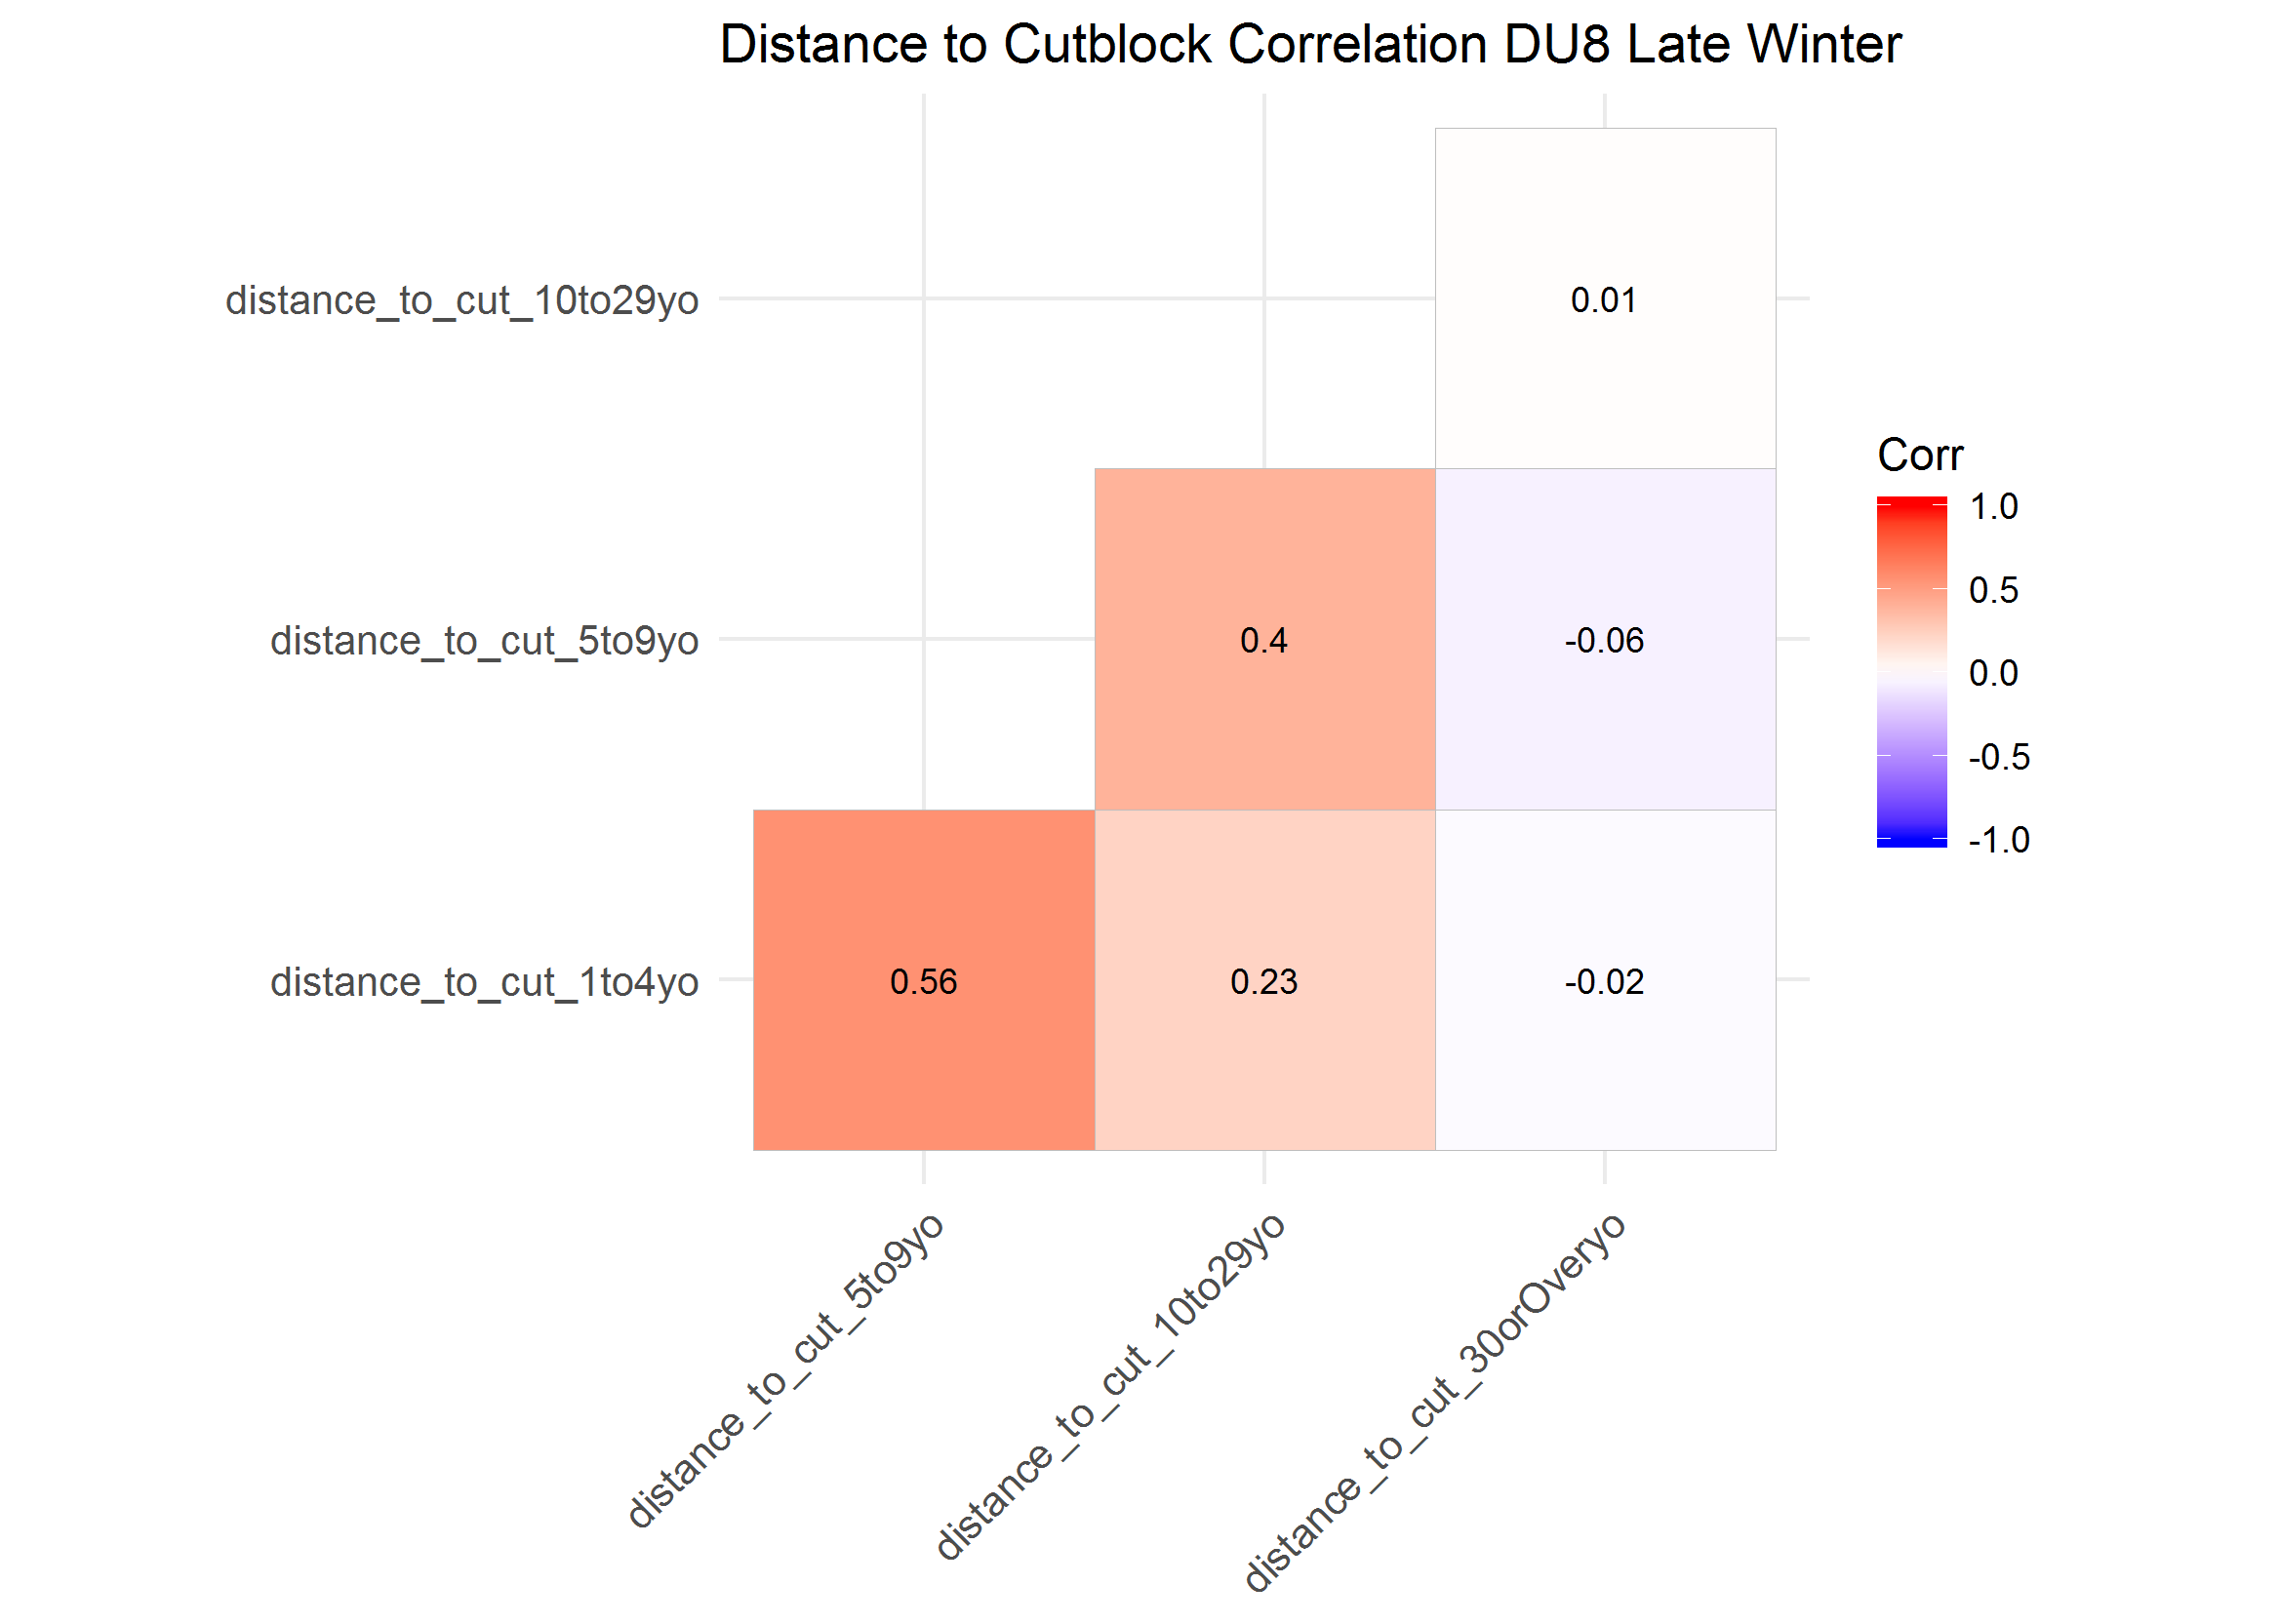 Distance to Cutblock Correlation DU8 Late Winter
distance_to_cut_10to29yo
0.01
distance_to_cut_5to9yo
0.4
-0.06
distance_to_cut_1to4yo
0.56
0.23
-0.02
distance_to_cut_5to9yo
distance_to_cut_10to29yo
distance_to_cut_30orOveryo
Corr
1.0
0.5
0.0
-0.5
-1.0